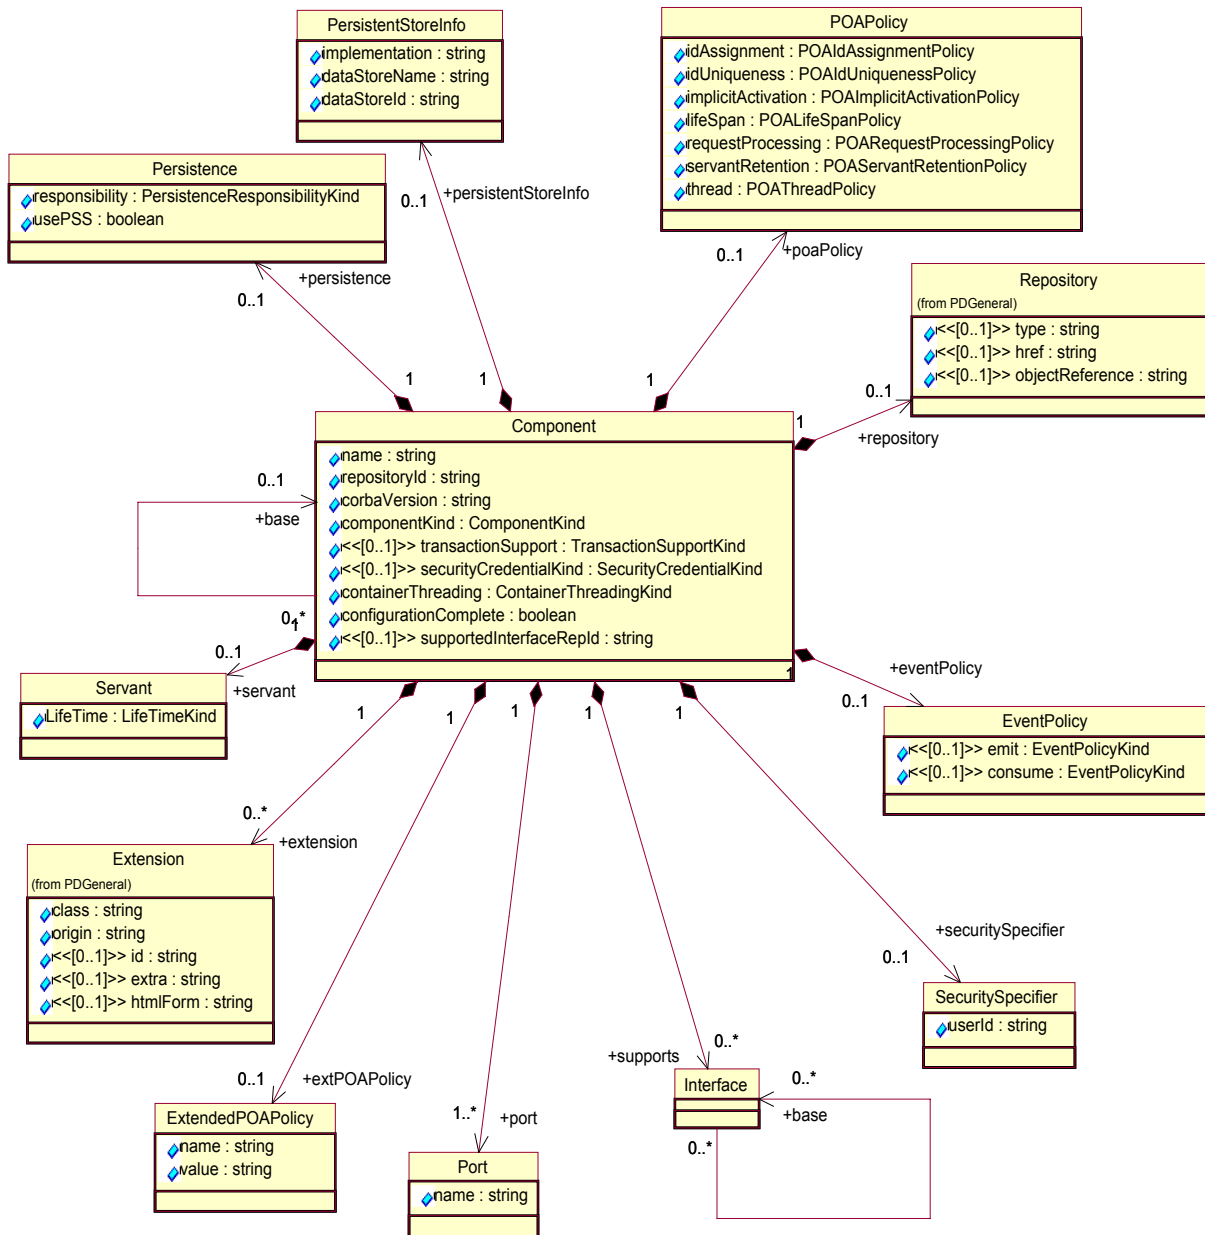 PersistentStoreInfo
implementation : string
dataStoreName : string
dataStoreId : string
POAPolicy
idAssignment : POAIdAssignmentPolicy
idUniqueness : POAIdUniquenessPolicy
implicitActivation : POAImplicitActivationPolicy
lifeSpan : POALifeSpanPolicy
requestProcessing : POARequestProcessingPolicy
servantRetention : POAServantRetentionPolicy
thread : POAThreadPolicy
Persistence
responsibility : PersistenceResponsibilityKind
usePSS : boolean
0..1
+persistentStoreInfo
0..1
+poaPolicy
+persistence
0..1
Repository
(from PDGeneral)
<<[0..1]>> type : string
<<[0..1]>> href : string
<<[0..1]>> objectReference : string
0..1
+repository
1
1
1
1
Component
name : string
repositoryId : string
corbaVersion : string
componentKind : ComponentKind
<<[0..1]>> transactionSupport : TransactionSupportKind
<<[0..1]>> securityCredentialKind : SecurityCredentialKind
containerThreading : ContainerThreadingKind
configurationComplete : boolean
<<[0..1]>> supportedInterfaceRepId : string
0..1
+base
0..*
1
0..1
+servant
Servant
LifeTime : LifeTimeKind
1
+eventPolicy
0..1
EventPolicy
<<[0..1]>> emit : EventPolicyKind
<<[0..1]>> consume : EventPolicyKind
1
1
1
1
1
0..*
+extension
Extension
(from PDGeneral)
class : string
origin : string
<<[0..1]>> id : string
<<[0..1]>> extra : string
<<[0..1]>> htmlForm : string
+securitySpecifier
0..1
SecuritySpecifier
userId : string
0..1
+extPOAPolicy
ExtendedPOAPolicy
name : string
value : string
1..*
+port
Port
name : string
+supports
0..*
Interface
0..*
+base
0..*